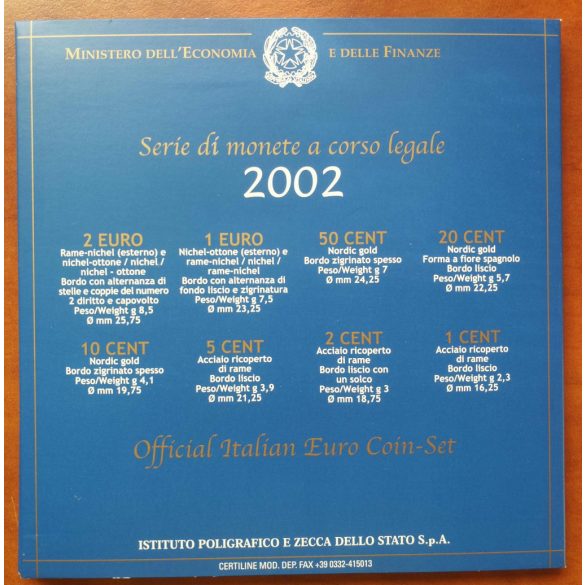 MINISTERO DELL'ECONOMIA E DELLE FINANZE
Serie di monete a corso legale
2002
2 EURO
Rame-nichel (esterno) e
nichel-ottone / nichel /
nichel - ottone
Bordo con alternanza di
stelle e coppie del numero
2 diritto e capovolto
Peso/Weight g 8,5
Ø mm 25,75
1 EURO
Nichel-ottone (esterno) e
rame-nichel / nichel /
rame-nichel
Bordo con alternanza di
fondo liscio e zigrinatura
Peso/Weight g 7,5
Ø mm 23,25
50 CENT
Nordic gold
Bordo zigrinato spesso
Peso/Weight g 7
Ø mm 24,25
20 CENT
Nordic gold
Forma a fiore spagnolo
Bordo liscio
Peso/Weight g 5,7
Ø mm 22,25
10 CENT
Nordic gold
Bordo zigrinato spesso
Peso/Weight g 4,1
Ø mm 19,75
5 CENT
Acciaio ricoperto
di rame
Bordo liscio
Peso/Weight g 3,9
Ø mm 21,25
2 CENT
Acciaio ricoperto
di rame
Bordo liscio con
un solco
Peso/Weight g 3
Ø mm 18,75
1 CENT
Acciaio ricoperto
di rame
Bordo liscio
Peso/Weight g 2,3
Ø mm 16,25
Official Italian Euro Coin-Set
ISTITUTO POLIGRAFICO E ZECCA DELLO STATO S.p.A.
CERTILINE MOD. DEP. FAX +39 0332-415013